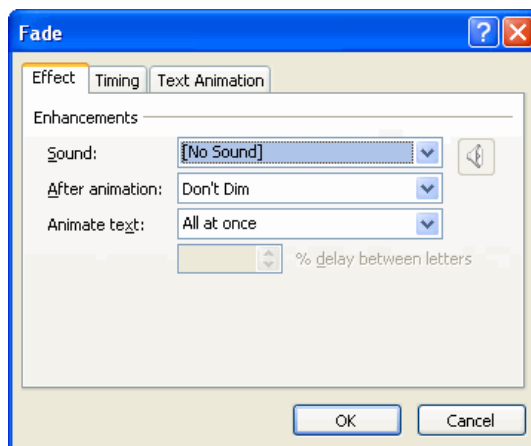 Fade
Effect Timing Text Animation
Enhancements
Sound: [No Sound]
After animation: Don't Dim
Animate text: All at once
% delay between letters
OK Cancel